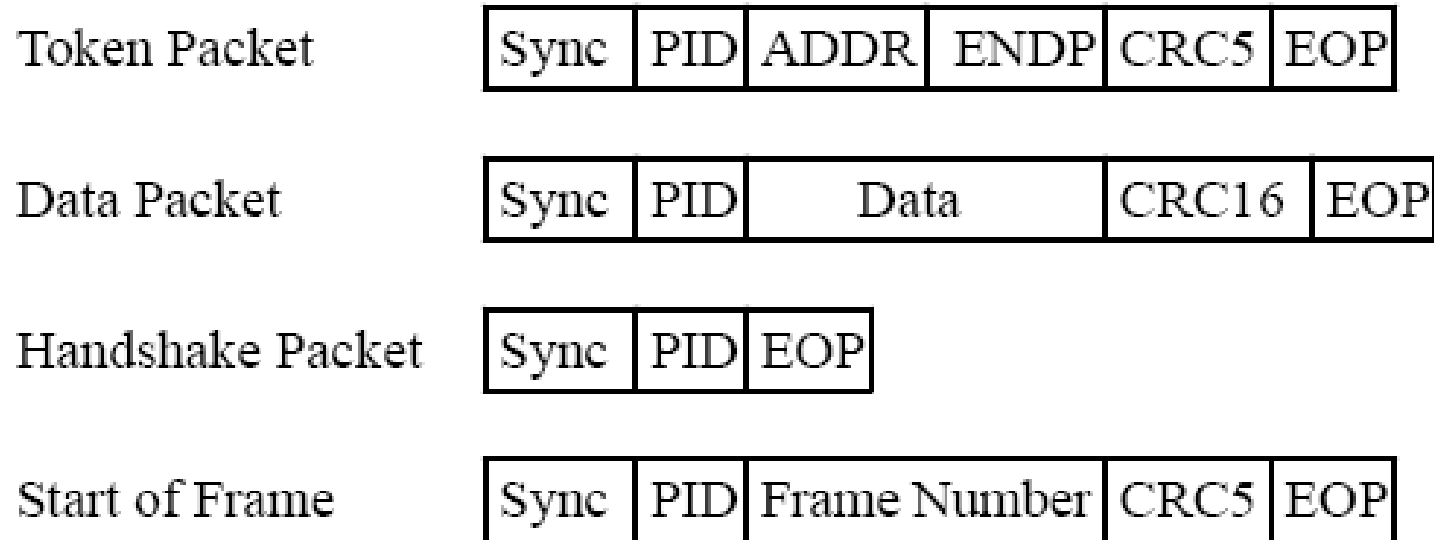 Token Packet Sync PID ADDR ENDP CRC5 EOP
Data Packet Sync PID Data CRC16 EOP
Handshake Packet Sync PID EOP
Start of Frame Sync PID Frame Number CRC5 EOP